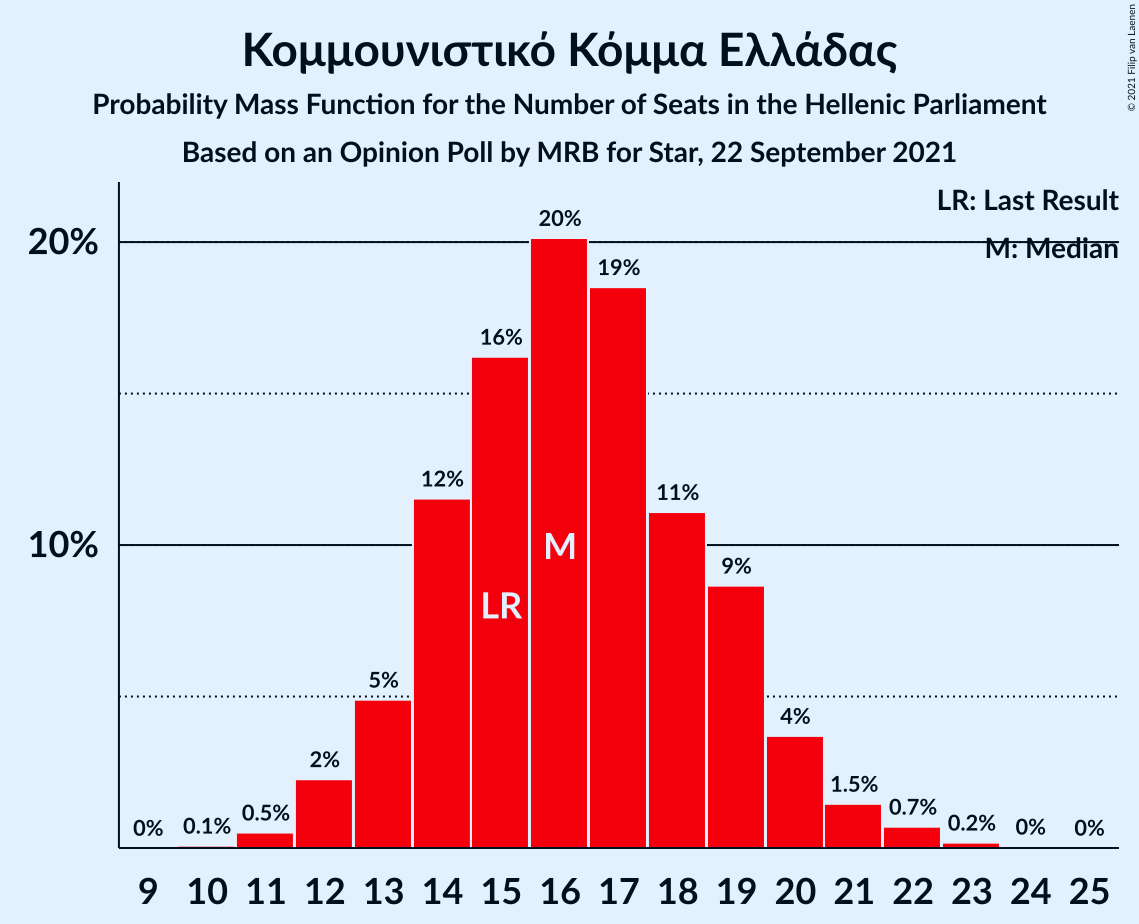 Κομμουνιστικό Κόμμα Ελλάδας
Probability Mass Function for the Number of Seats in the Hellenic Parliament
Based on an Opinion Poll by MRB for Star, 22 September 2021
© 2021 Filip van Laenen
LR: Last Result
M: Median
20%
10%
0%
0.1%
0.5%
2%
5%
12%
16%
20%
19%
11%
9%
4%
1.5%
0.7%
0.2%
0%
0%
LR
M
9 10 11 12 13 14 15 16 17 18 19 20 21 22 23 24 25